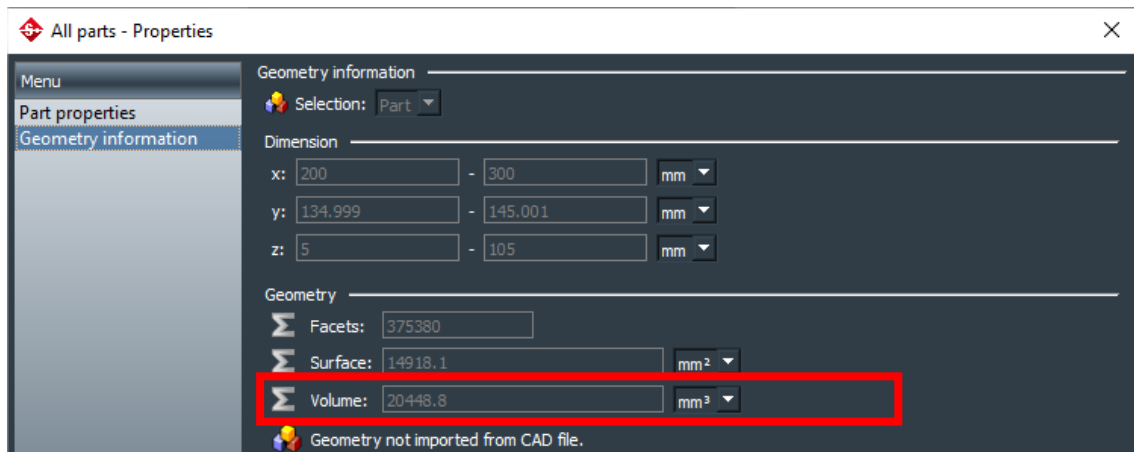 All parts - Properties
Menu
Part properties
Geometry information
Geometry information
Selection: Part
Dimension
x: 200 - 300 mm
y: 134.999 - 145.001 mm
z: 5 - 105 mm
Geometry
Facets: 375380
Surface: 14918.1 mm²
Volume: 20448.8 mm³
Geometry not imported from CAD file.